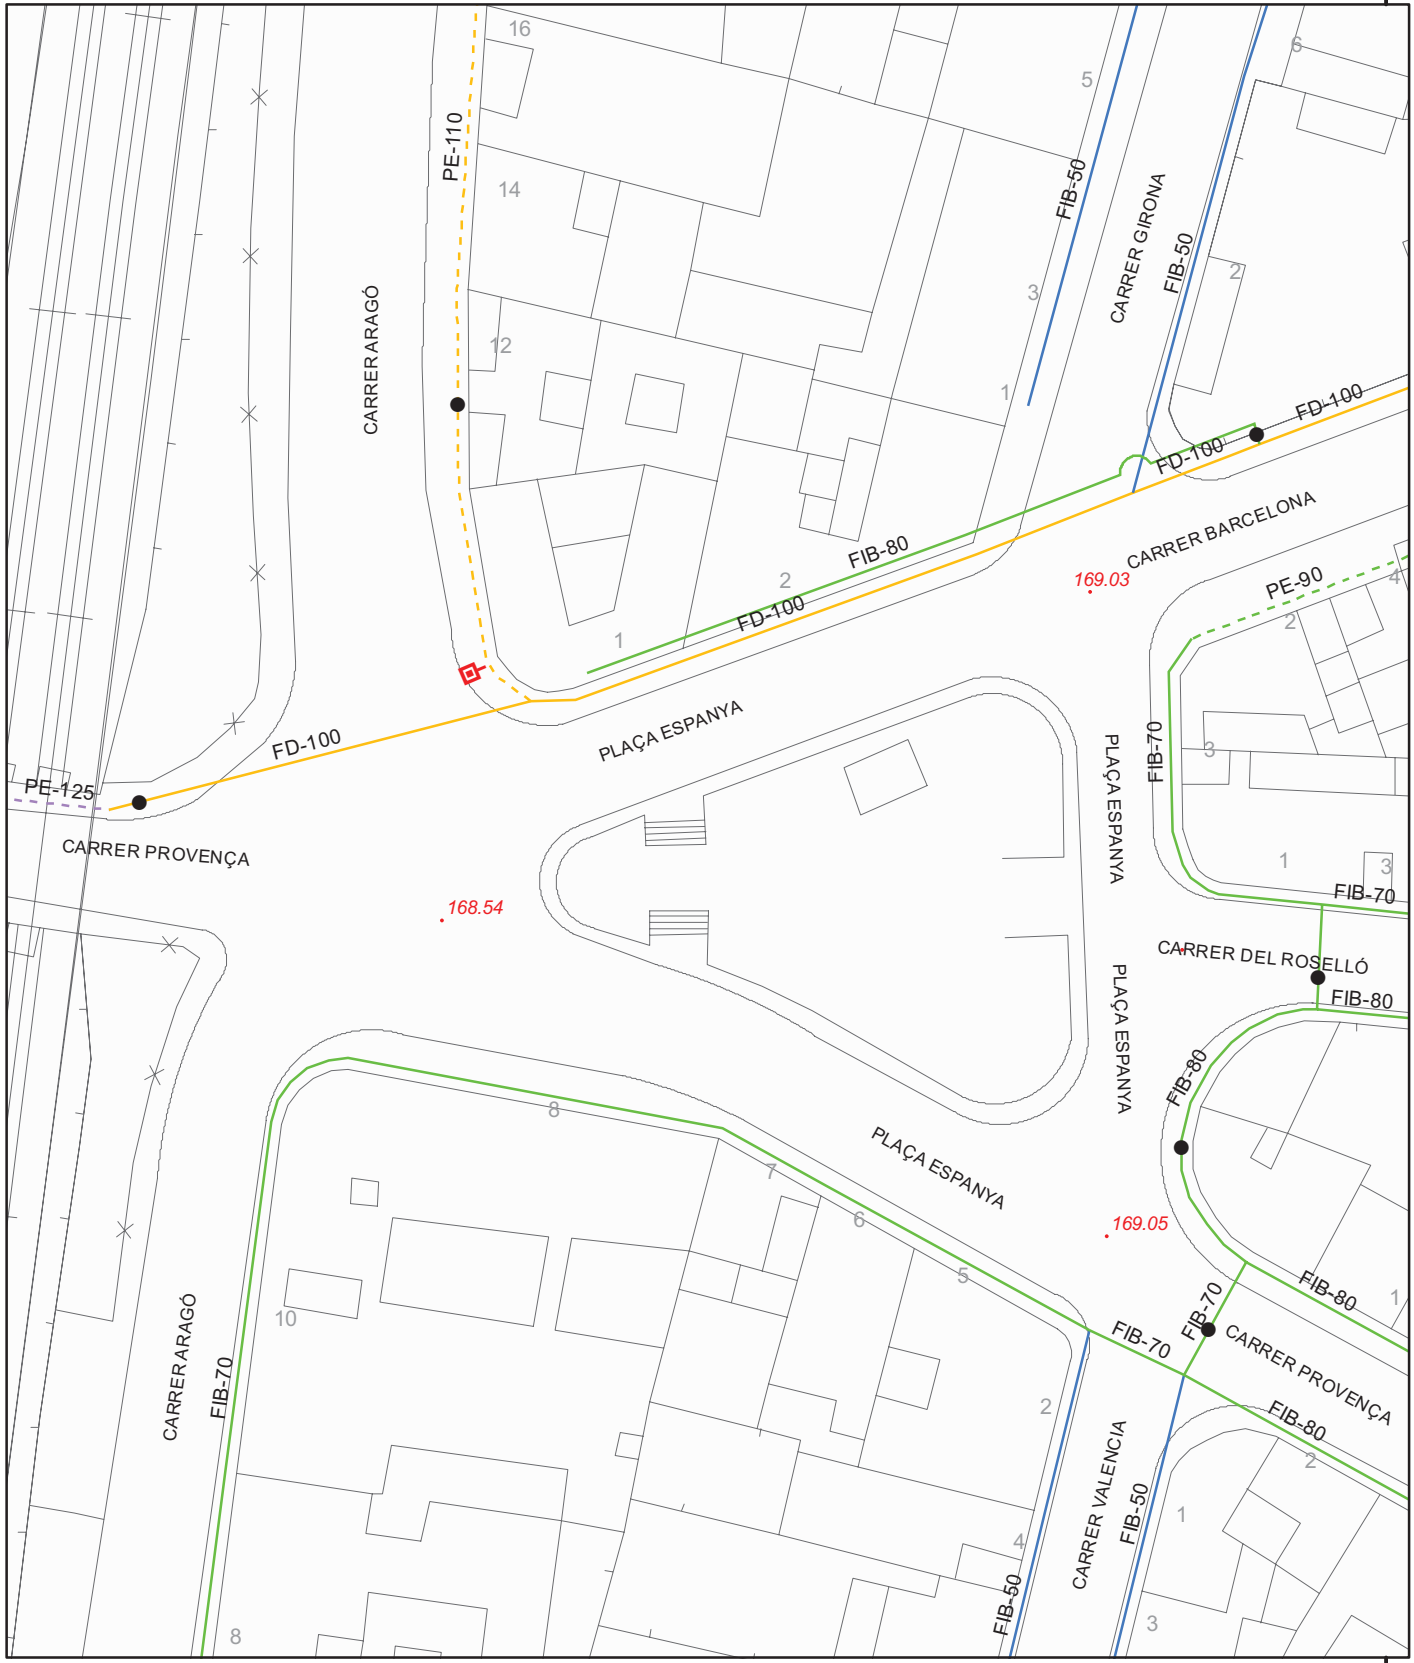 16
5
6
PE-110
14
FIB-50
CARRER GIRONA
FIB-50
2
3
CARRER ARAGÓ
12
1
FD-100
FD-100
CARRER BARCELONA
FIB-80
2
169.03
PE-90
4
2
FD-100
1
PLAÇA ESPANYA
FD-100
FIB-70
3
PLAÇA ESPANYA
PE-125
CARRER PROVENÇA
1
3
FIB-70
168.54
CARRER DEL ROSELLÓ
FIB-80
PLAÇA ESPANYA
FIB-80
8
PLAÇA ESPANYA
7
6
169.05
5
FIB-80
1
10
FIB-70
FIB-70
CARRER PROVENÇA
CARRER ARAGÓ
FIB-70
2
FIB-80
2
CARRER VALENCIA
FIB-50
1
4
FIB-50
3
8